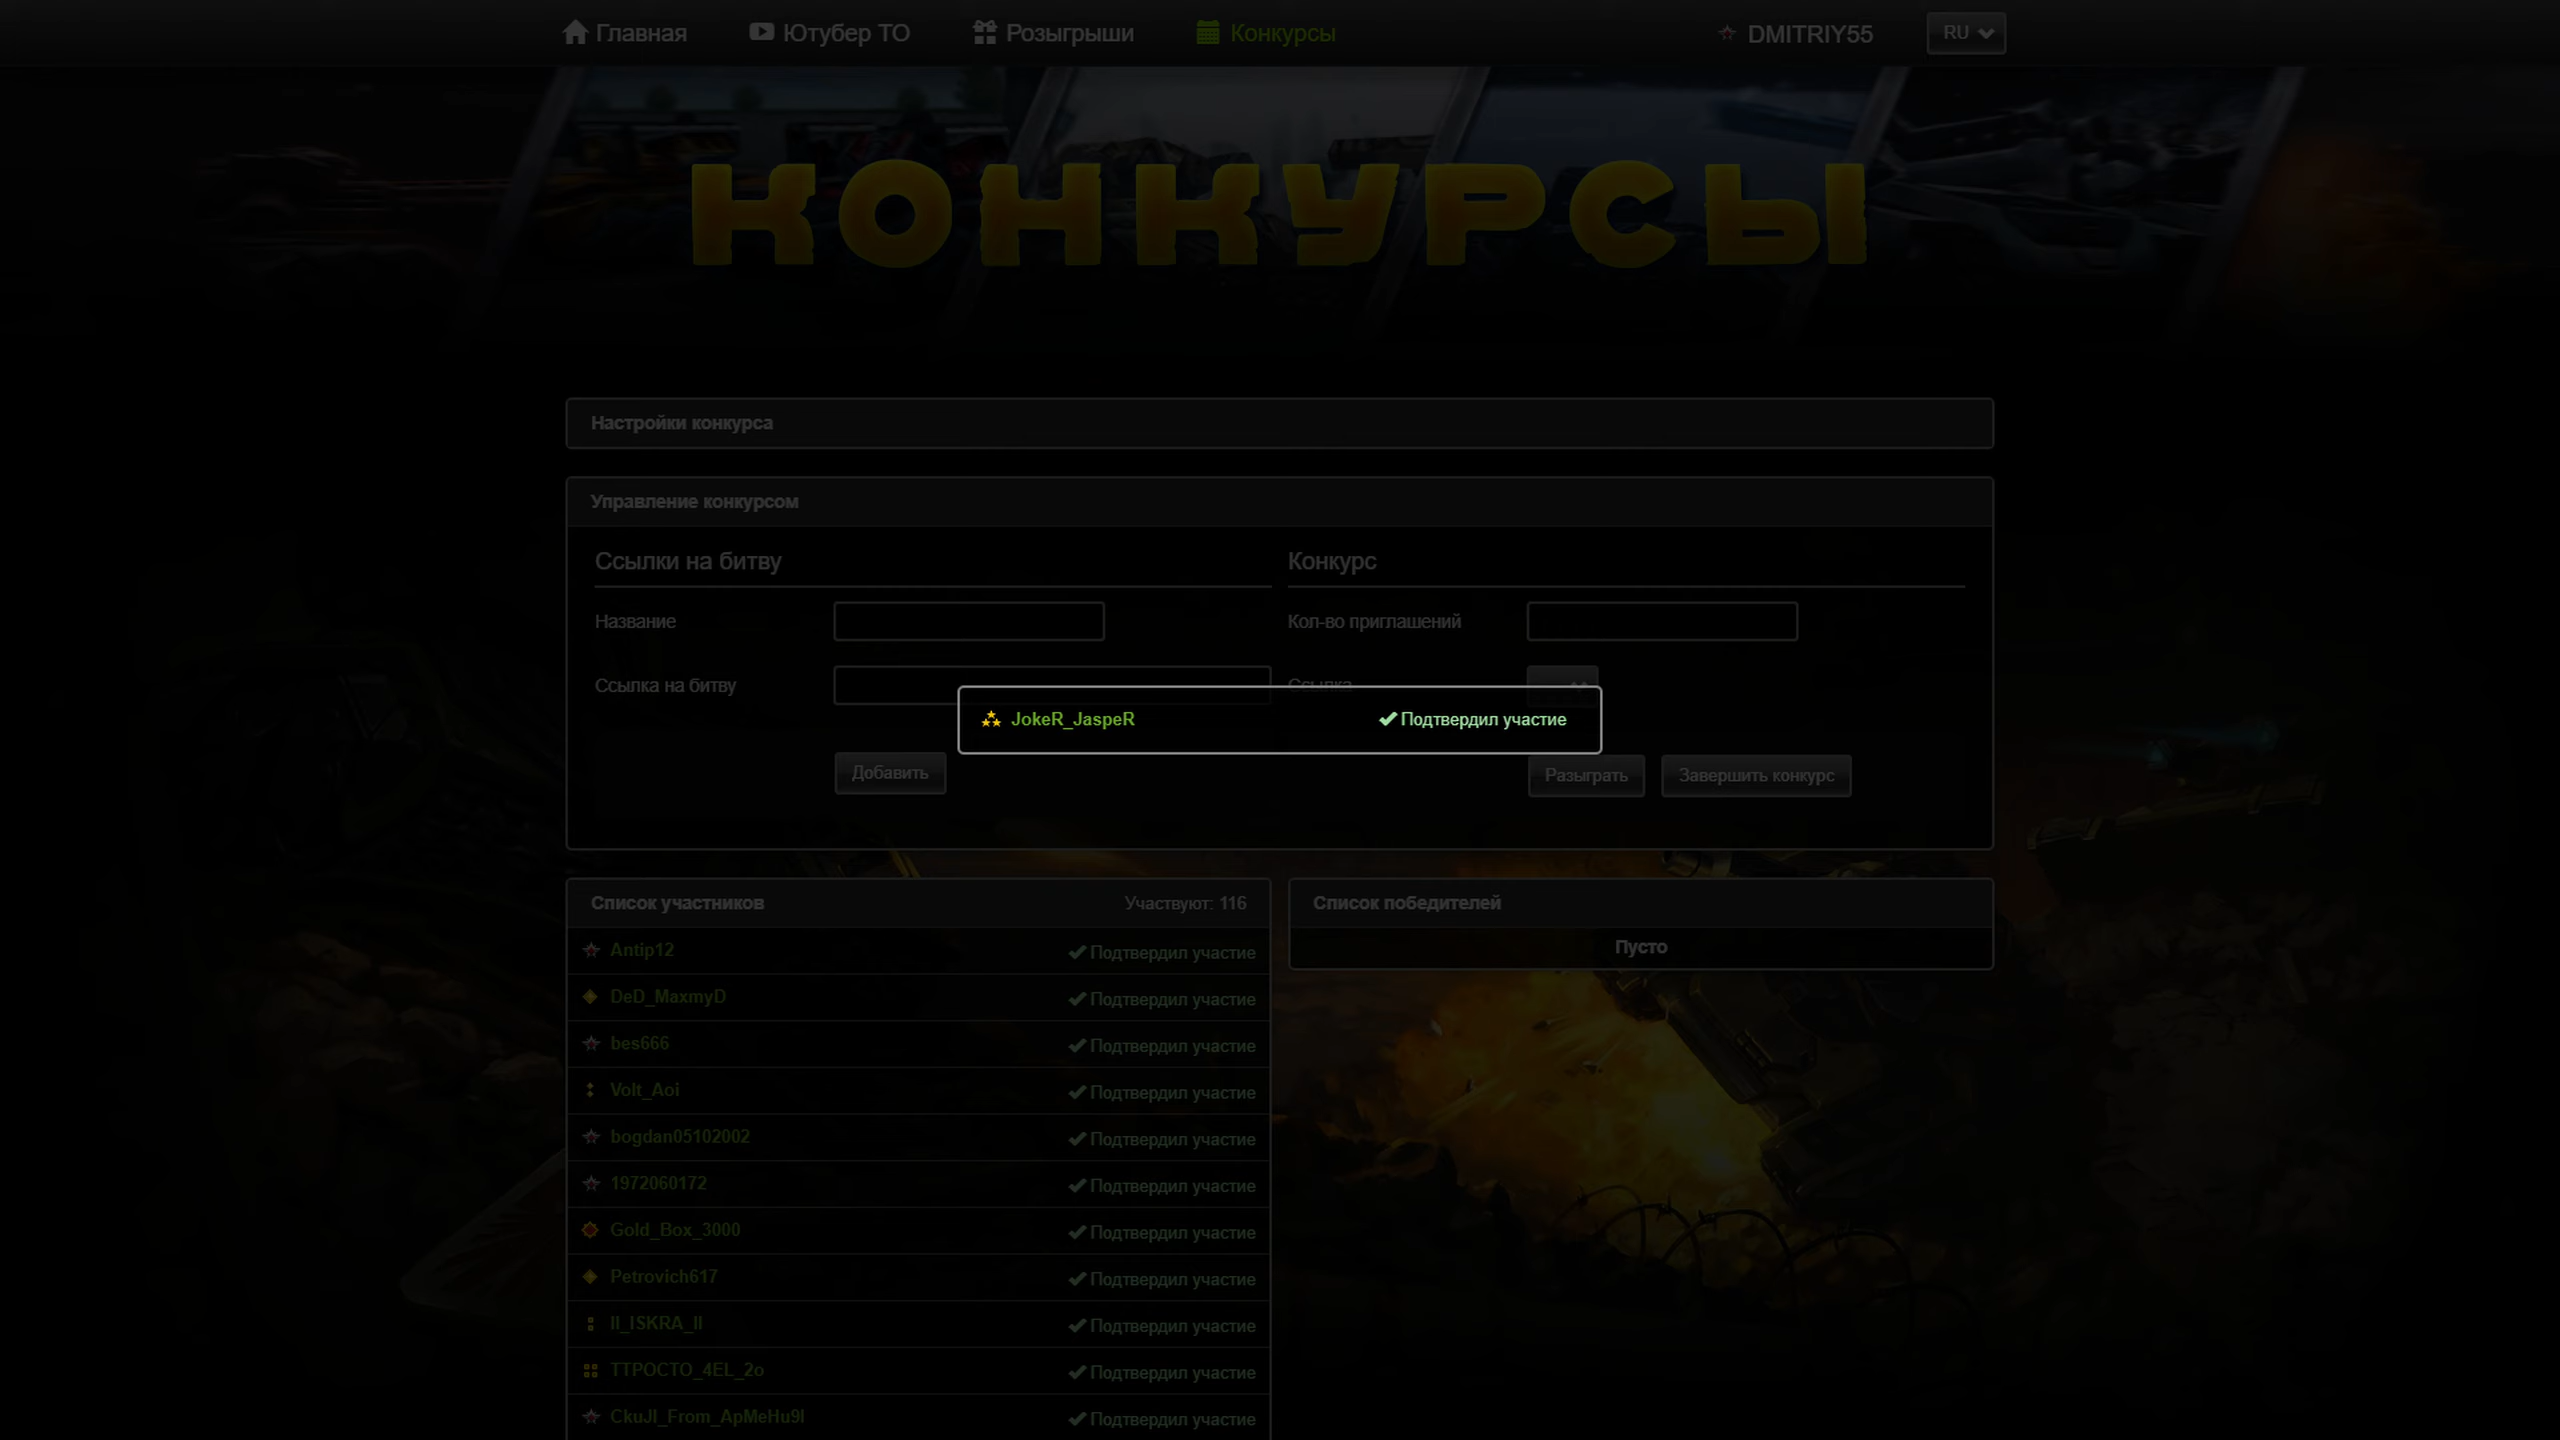 Главная Ютубер ТО Розыгрыши Конкурсы DMITRIY55 RU
КОНКУРСЫ
Настройки конкурса
Управление конкурсом
Ссылки на битву Конкурс
Название Кол-во приглашений
Ссылка на битву Ссылка
JokeR_JaspeR Подтвердил участие
Добавить Разыграть Завершить конкурс
Список участников Участвуют: 116 Список победителей
Antip12 Подтвердил участие Пусто
DeD_MaxmyD Подтвердил участие
bes666 Подтвердил участие
Volt_Aoi Подтвердил участие
bogdan05102002 Подтвердил участие
1972060172 Подтвердил участие
Gold_Box_3000 Подтвердил участие
Petrovich617 Подтвердил участие
II_ISKRA_II Подтвердил участие
TTPOCTO_4EL_2o Подтвердил участие
CkuJI_From_ApMeHu9I Подтвердил участие